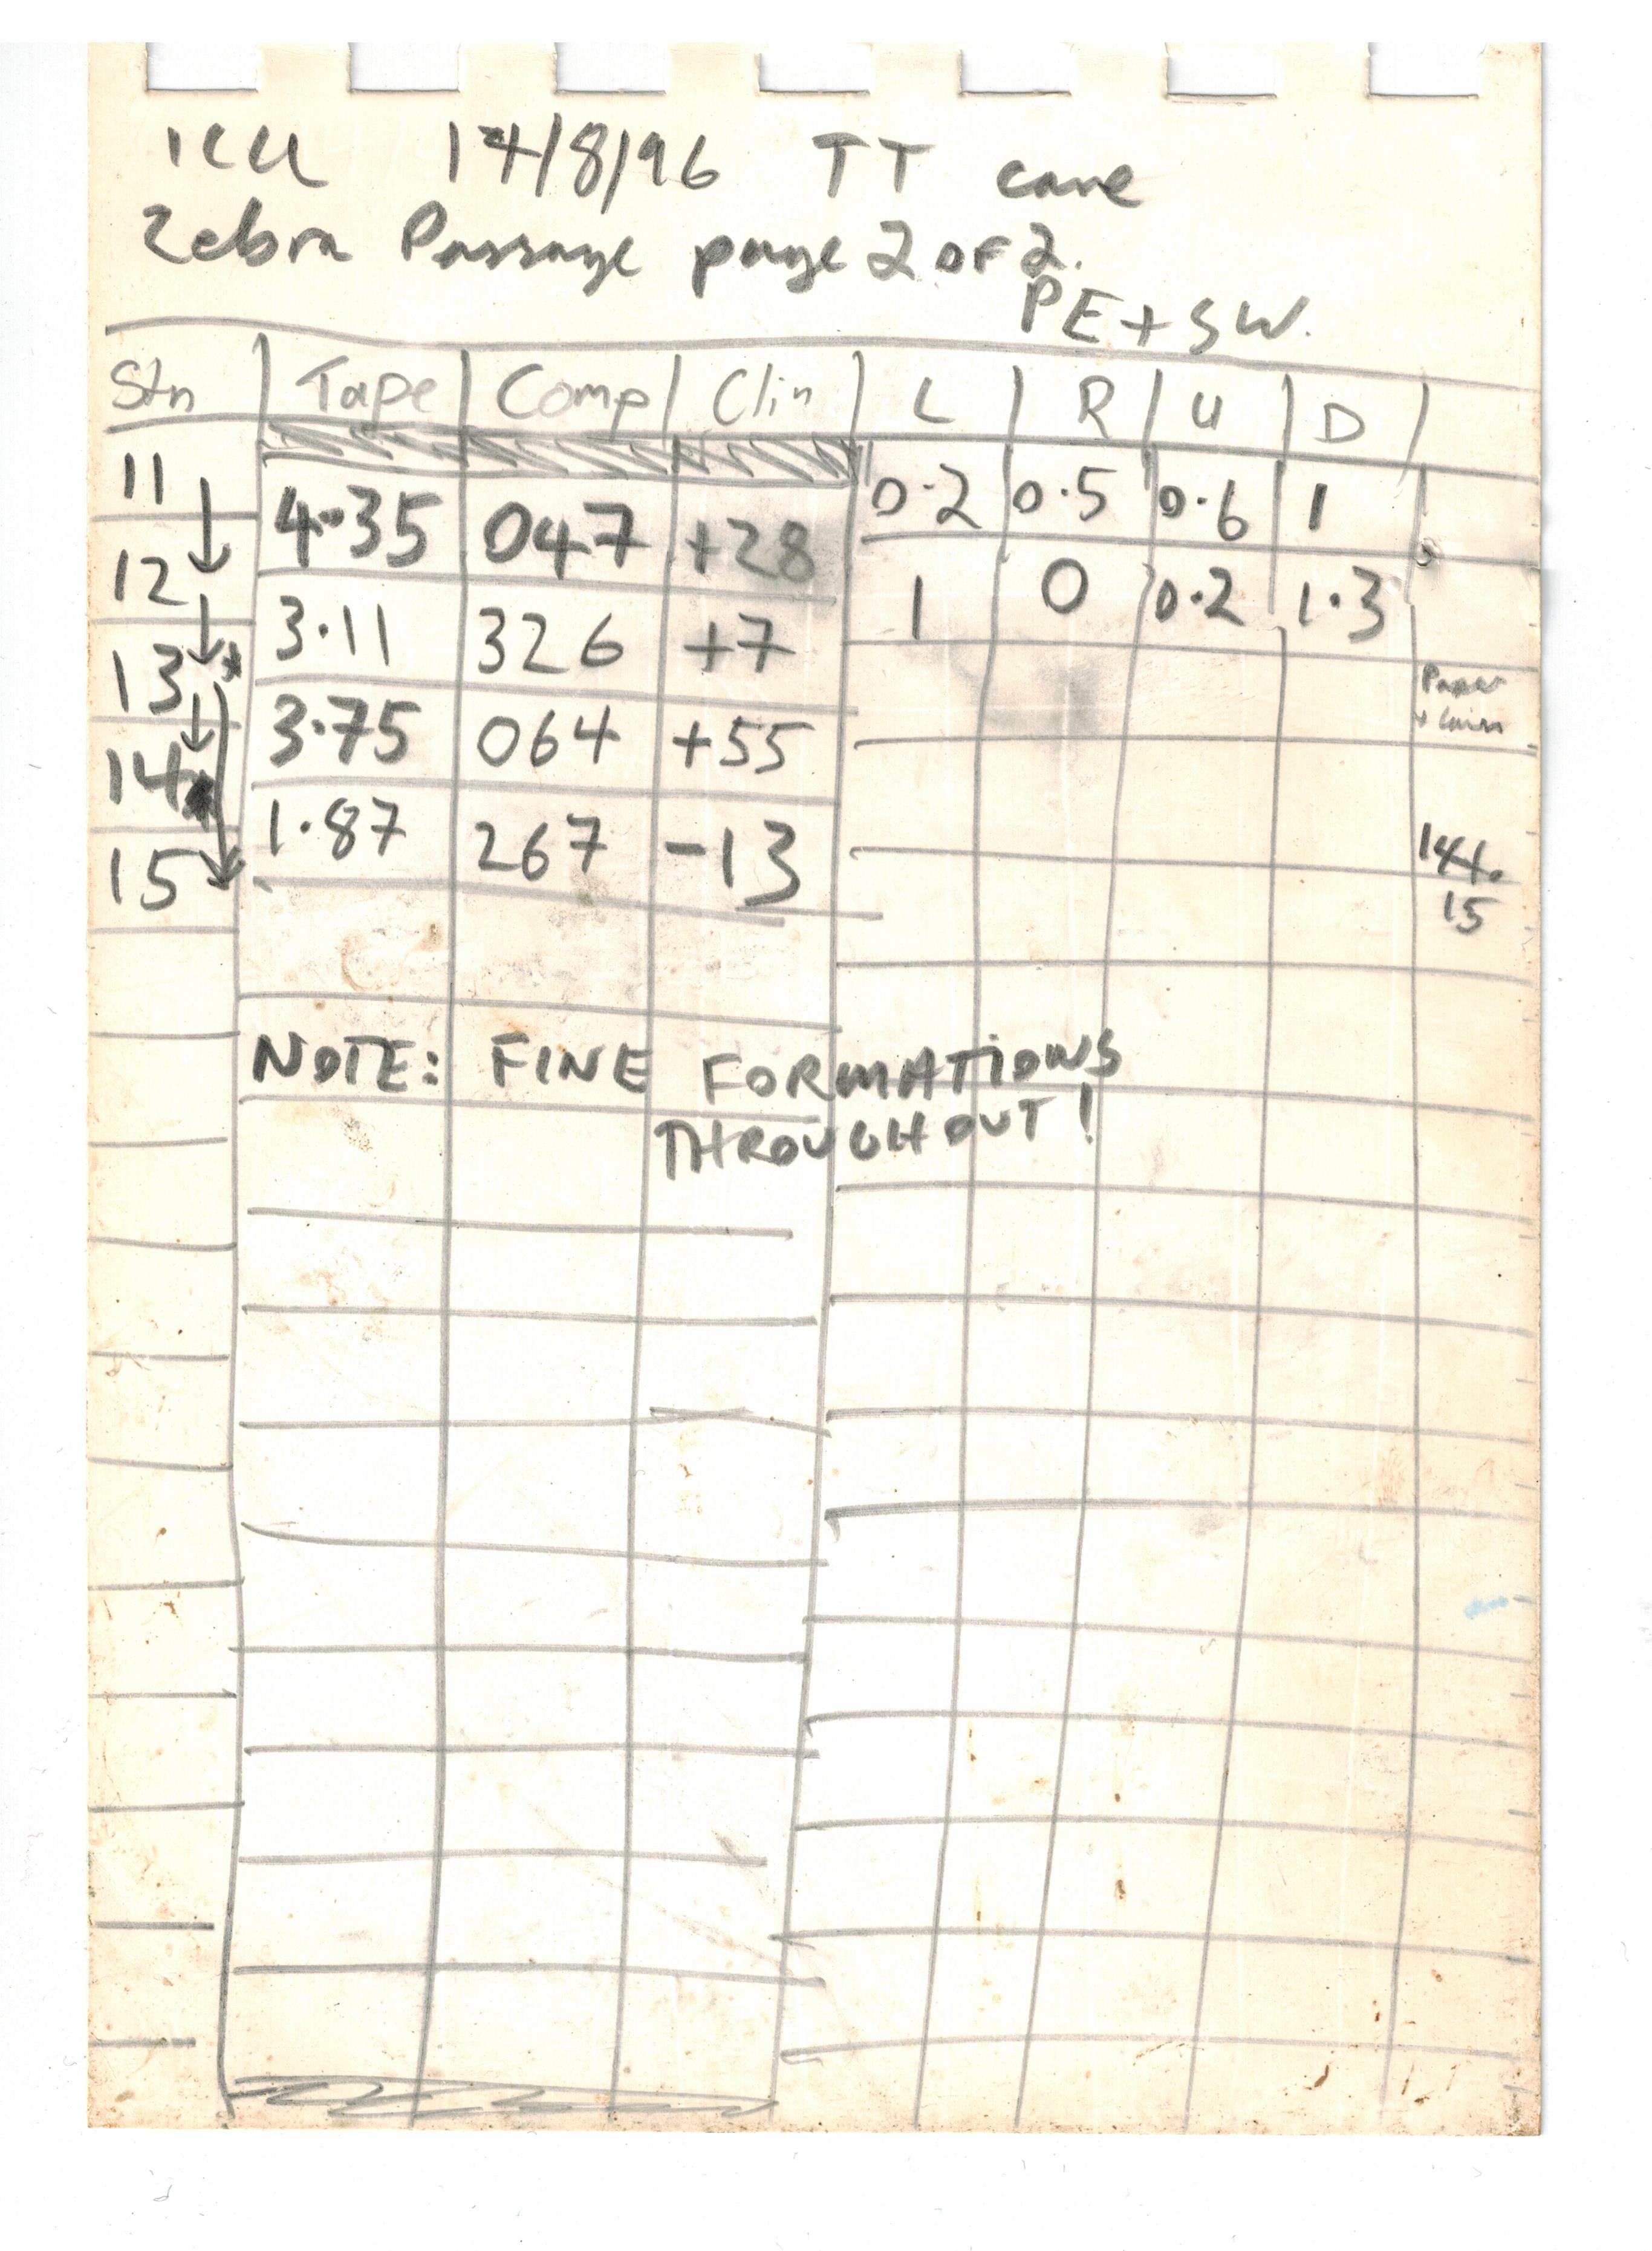 ICCC 14/8/96 TT cave
Zebra Passage page 2 of 2.
PE + SW.
Stn Tape Comp Clin L R U D
11 4.35 047 +28 0.2 0.5 0.6 1
12 3.11 326 +7 1 0 0.2 1.3
13* 3.75 064 +55
14 1.87 267 -13
15
Paper
+ Cairn
14
15
NOTE: FINE FORMATIONS
THROUGHOUT!